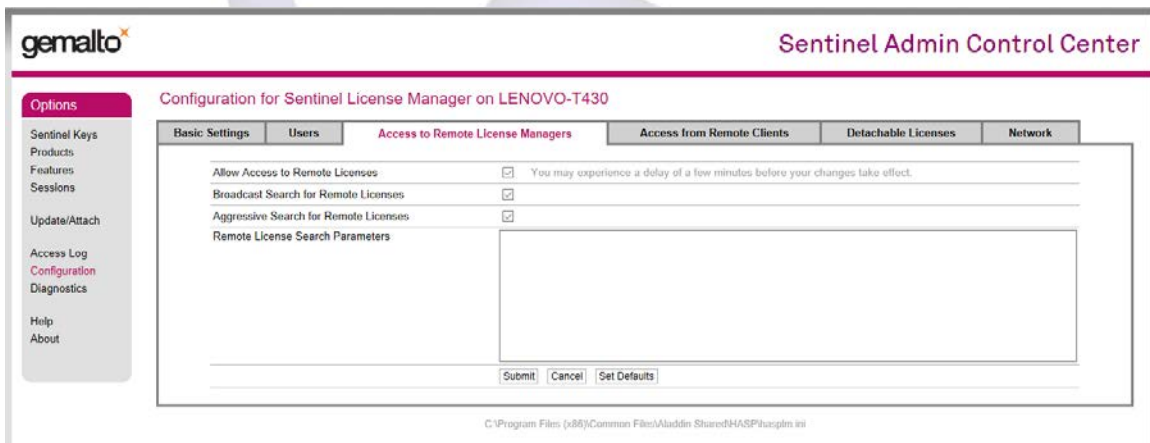 gemalto
Sentinel Admin Control Center
Options
Sentinel Keys
Products
Features
Sessions
Update/Attach
Access Log
Configuration
Diagnostics
Help
About
Configuration for Sentinel License Manager on LENOVO-T430
Basic Settings Users Access to Remote License Managers Access from Remote Clients Detachable Licenses Network
Allow Access to Remote Licenses You may experience a delay of a few minutes before your changes take effect.
Broadcast Search for Remote Licenses
Aggressive Search for Remote Licenses
Remote License Search Parameters
Submit Cancel Set Defaults
C:\Program Files (x86)\Common Files\Aladdin Shared\HASP\hasplm.ini